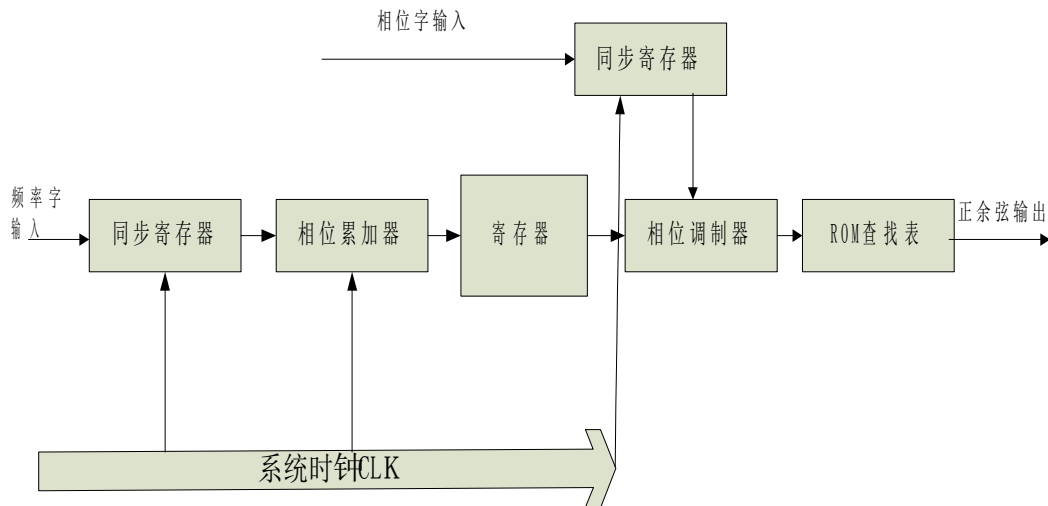 相位字输入
同步寄存器
频率字
输入
同步寄存器
相位累加器
寄存器
相位调制器
ROM查找表
正余弦输出
系统时钟CLK